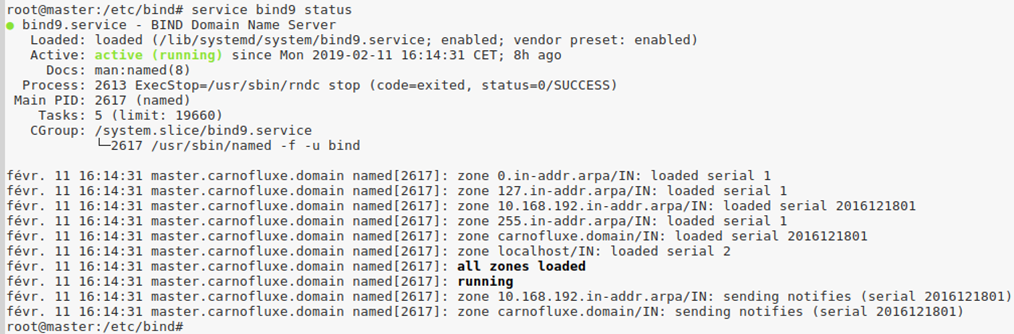 root@master:/etc/bind# service bind9 status
● bind9.service - BIND Domain Name Server
   Loaded: loaded (/lib/systemd/system/bind9.service; enabled; vendor preset: enabled)
   Active: active (running) since Mon 2019-02-11 16:14:31 CET; 8h ago
     Docs: man:named(8)
  Process: 2613 ExecStop=/usr/sbin/rndc stop (code=exited, status=0/SUCCESS)
 Main PID: 2617 (named)
    Tasks: 5 (limit: 19660)
   CGroup: /system.slice/bind9.service
           └─2617 /usr/sbin/named -f -u bind
févr. 11 16:14:31 master.carnofluxe.domain named[2617]: zone 0.in-addr.arpa/IN: loaded serial 1
févr. 11 16:14:31 master.carnofluxe.domain named[2617]: zone 127.in-addr.arpa/IN: loaded serial 1
févr. 11 16:14:31 master.carnofluxe.domain named[2617]: zone 10.168.192.in-addr.arpa/IN: loaded serial 2016121801
févr. 11 16:14:31 master.carnofluxe.domain named[2617]: zone 255.in-addr.arpa/IN: loaded serial 1
févr. 11 16:14:31 master.carnofluxe.domain named[2617]: zone carnofluxe.domain/IN: loaded serial 2016121801
févr. 11 16:14:31 master.carnofluxe.domain named[2617]: zone localhost/IN: loaded serial 2
févr. 11 16:14:31 master.carnofluxe.domain named[2617]: all zones loaded
févr. 11 16:14:31 master.carnofluxe.domain named[2617]: running
févr. 11 16:14:31 master.carnofluxe.domain named[2617]: zone 10.168.192.in-addr.arpa/IN: sending notifies (serial 2016121801)
févr. 11 16:14:31 master.carnofluxe.domain named[2617]: zone carnofluxe.domain/IN: sending notifies (serial 2016121801)
root@master:/etc/bind#